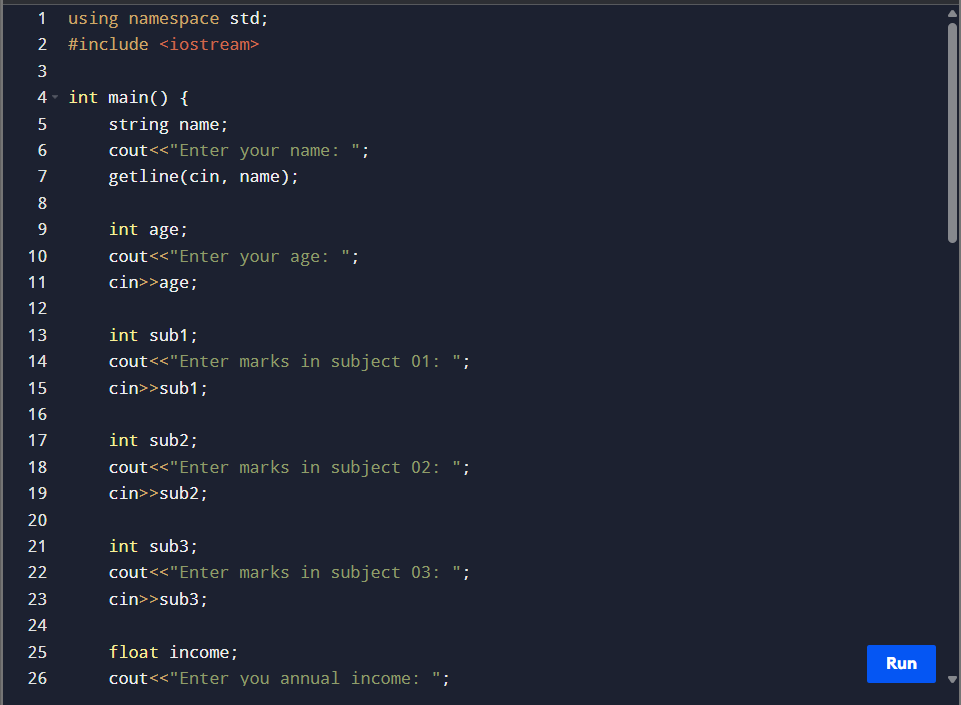 1 using namespace std;
2 #include <iostream>
3
4 int main() {
5 string name;
6 cout<<"Enter your name: ";
7 getline(cin, name);
8
9 int age;
10 cout<<"Enter your age: ";
11 cin>>age;
12
13 int sub1;
14 cout<<"Enter marks in subject 01: ";
15 cin>>sub1;
16
17 int sub2;
18 cout<<"Enter marks in subject 02: ";
19 cin>>sub2;
20
21 int sub3;
22 cout<<"Enter marks in subject 03: ";
23 cin>>sub3;
24
25 float income;
26 cout<<"Enter you annual income: ";
Run